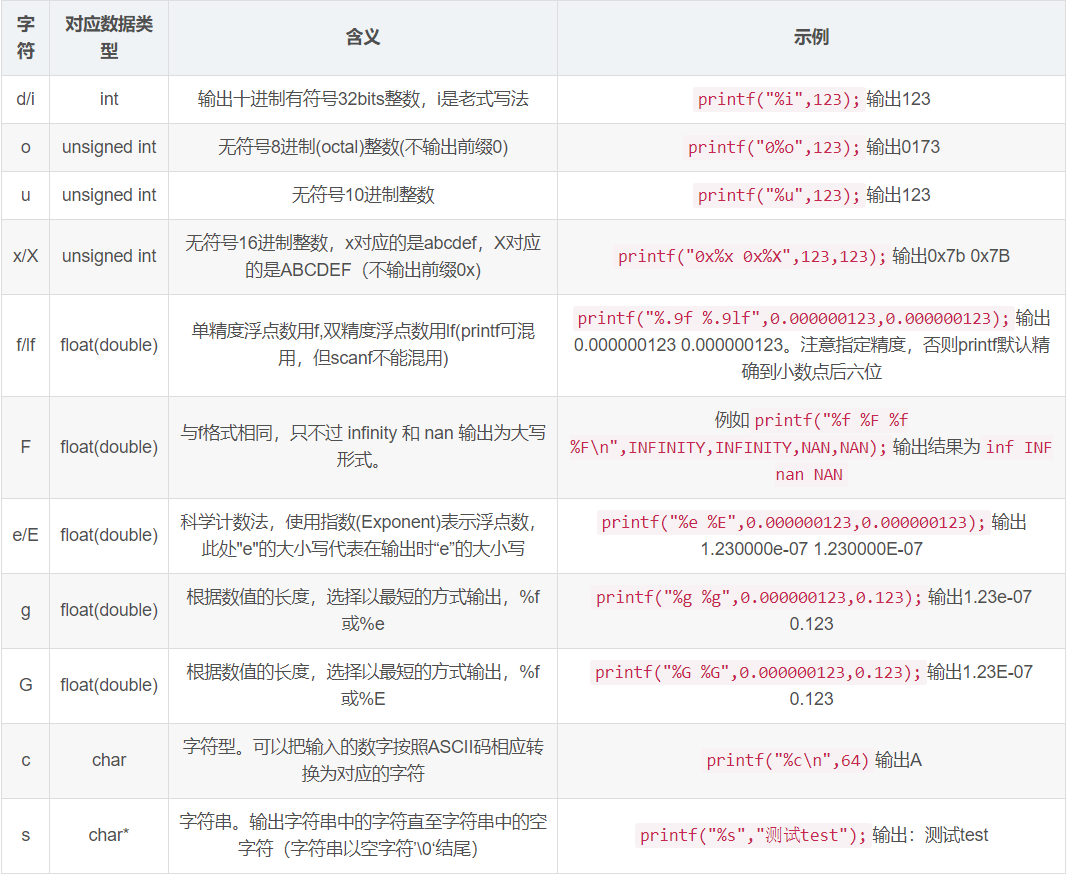 字符
对应数据类型
含义
示例
d/i
int
输出十进制有符号32bits整数，i是老式写法
printf("%i",123); 输出123
o
unsigned int
无符号8进制(octal)整数(不输出前缀0)
printf("0%o",123); 输出0173
u
unsigned int
无符号10进制整数
printf("%u",123); 输出123
x/X
unsigned int
无符号16进制整数，x对应的是abcdef，X对应
的是ABCDEF（不输出前缀0x)
printf("0x%x 0x%X",123,123); 输出0x7b 0x7B
f/lf
float(double)
单精度浮点数用f,双精度浮点数用lf(printf可混
用，但scanf不能混用)
printf("%.9f %.9lf",0.000000123,0.000000123); 输出
0.000000123 0.000000123。注意指定精度，否则printf默认精
确到小数点后六位
F
float(double)
与f格式相同，只不过 infinity 和 nan 输出为大写
形式。
例如 printf("%f %F %f
%F\n",INFINITY,INFINITY,NAN,NAN); 输出结果为 inf INF
nan NAN
e/E
float(double)
科学计数法，使用指数(Exponent)表示浮点数，
此处"e"的大小写代表在输出时“e”的大小写
printf("%e %E",0.000000123,0.000000123); 输出
1.230000e-07 1.230000E-07
g
float(double)
根据数值的长度，选择以最短的方式输出，%f
或%e
printf("%g %g",0.000000123,0.123); 输出1.23e-07
0.123
G
float(double)
根据数值的长度，选择以最短的方式输出，%f
或%E
printf("%G %G",0.000000123,0.123); 输出1.23E-07
0.123
c
char
字符型。可以把输入的数字按照ASCII码相应转
换为对应的字符
printf("%c\n",64) 输出A
s
char*
字符串。输出字符串中的字符直至字符串中的空
字符（字符串以空字符’\0‘结尾）
printf("%s","测试test"); 输出：测试test